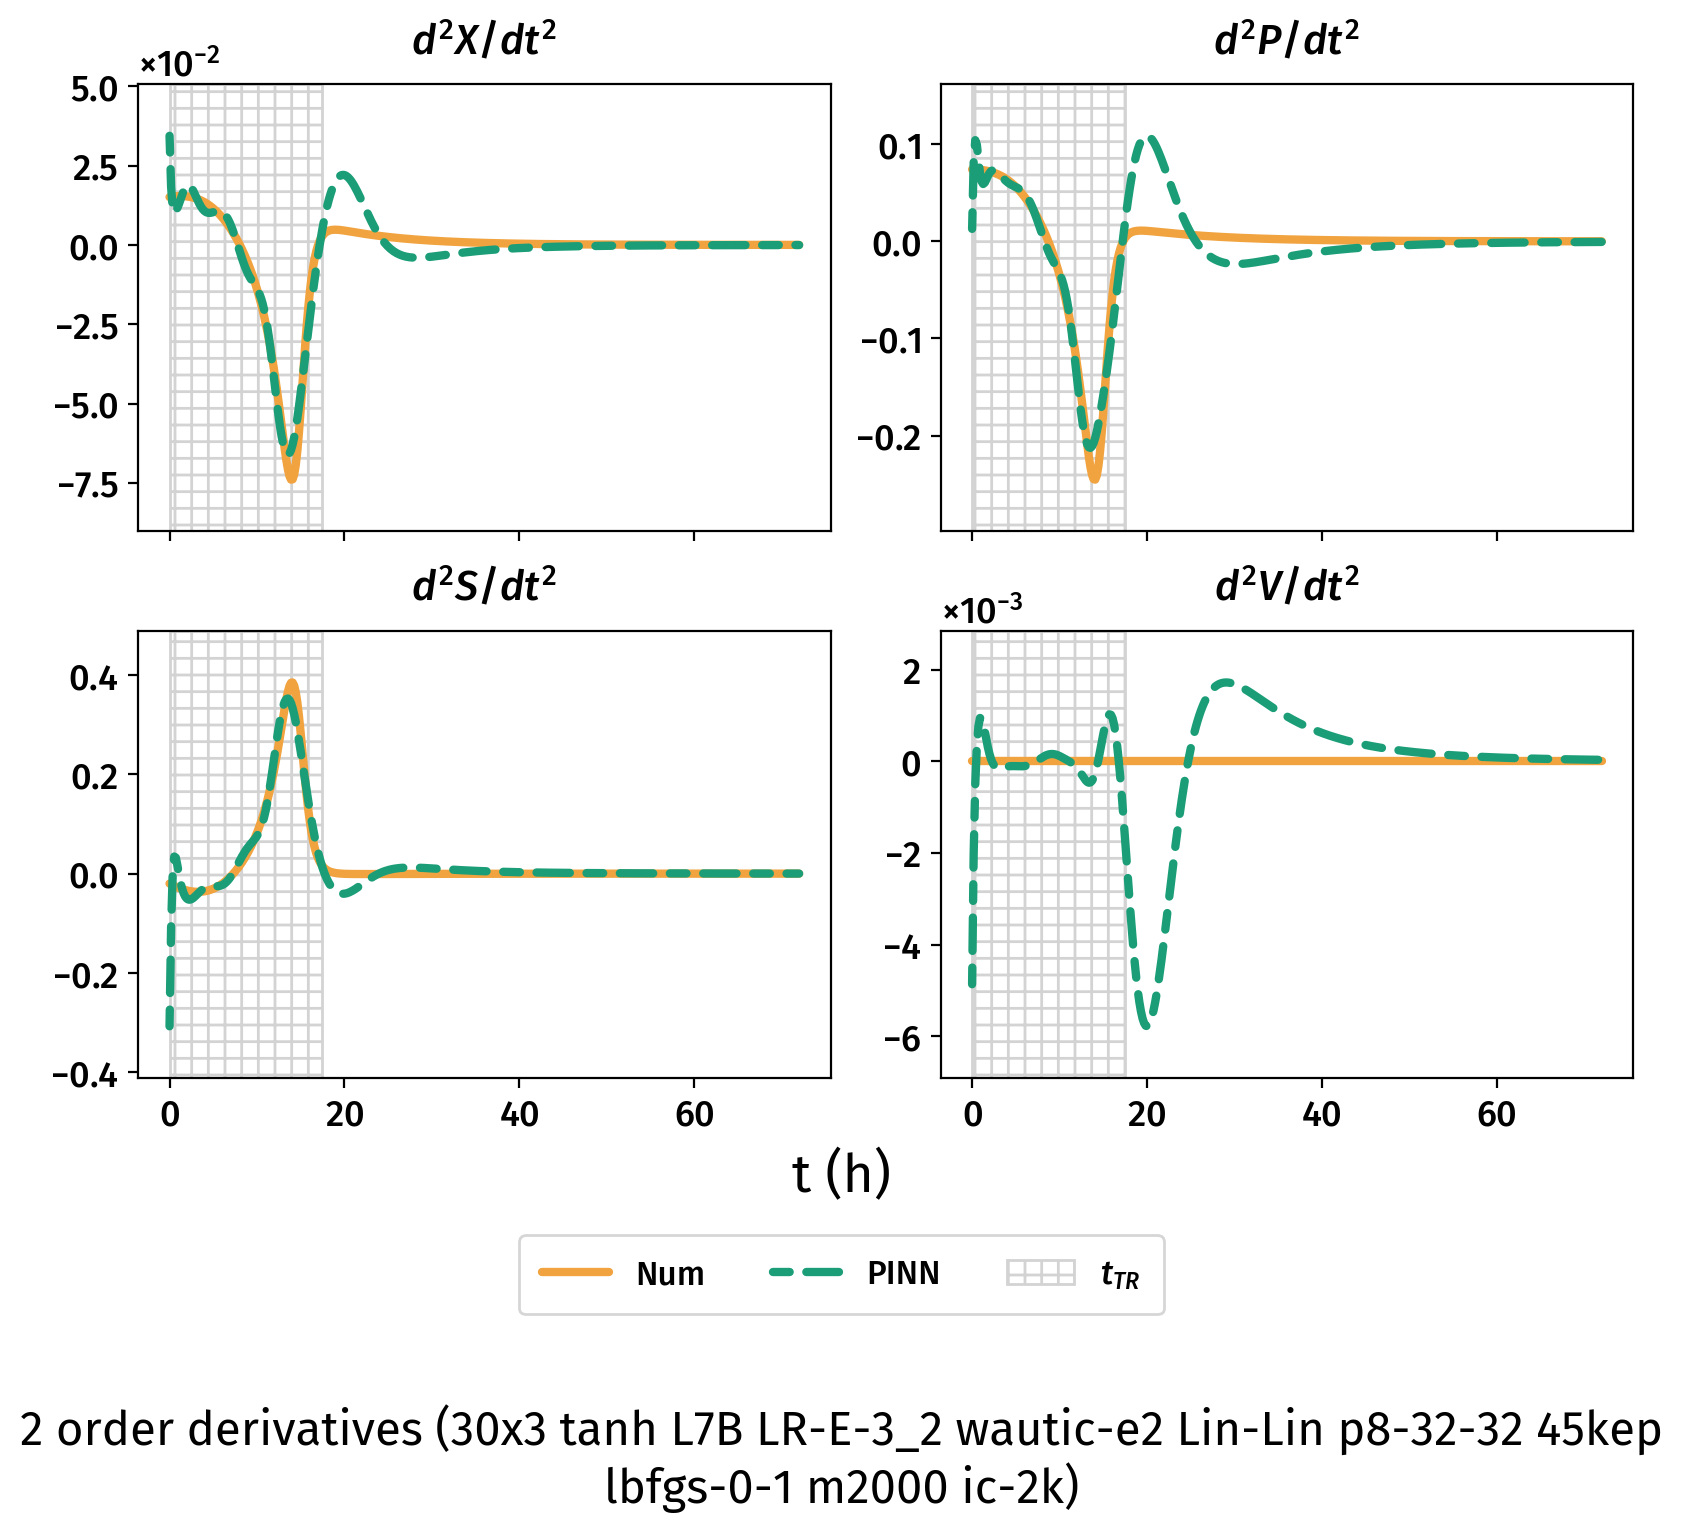 d²X/dt²
d²P/dt²
×10⁻²
5.0
2.5
0.0
−2.5
−5.0
−7.5
0.1
0.0
−0.1
−0.2
d²S/dt²
d²V/dt²
×10⁻³
0.4
0.2
0.0
−0.2
−0.4
2
0
−2
−4
−6
0 20 40 60
0 20 40 60
t (h)
Num PINN t_TR
2 order derivatives (30x3 tanh L7B LR-E-3_2 wautic-e2 Lin-Lin p8-32-32 45kep
lbfgs-0-1 m2000 ic-2k)